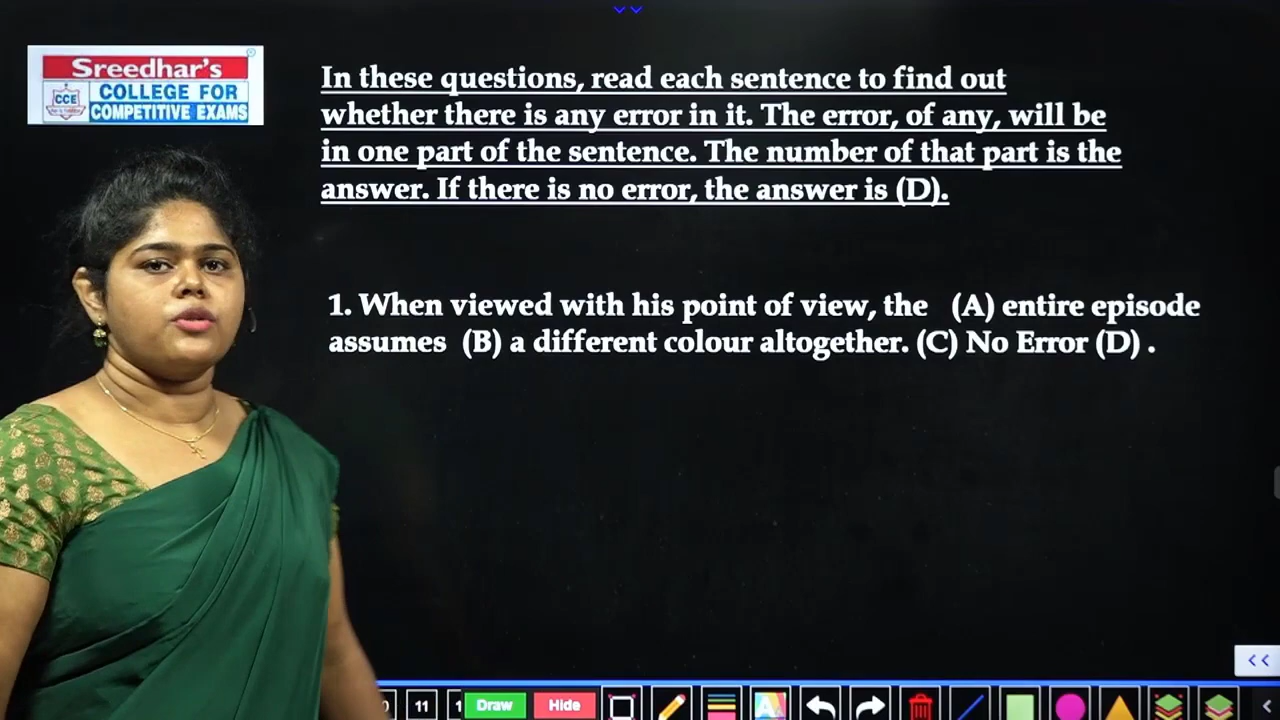 Sreedhar's
CCE
COLLEGE FOR
COMPETITIVE EXAMS
In these questions, read each sentence to find out
whether there is any error in it. The error, of any, will be
in one part of the sentence. The number of that part is the
answer. If there is no error, the answer is (D).
1. When viewed with his point of view, the (A) entire episode
assumes (B) a different colour altogether. (C) No Error (D) .
11
Draw
Hide